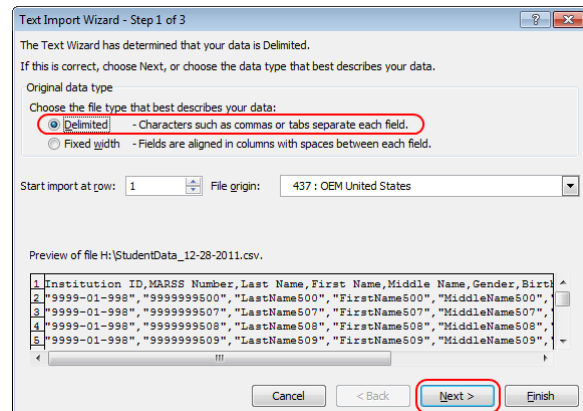 Text Import Wizard - Step 1 of 3
The Text Wizard has determined that your data is Delimited.
If this is correct, choose Next, or choose the data type that best describes your data.
Original data type
Choose the file type that best describes your data:
Delimited - Characters such as commas or tabs separate each field.
Fixed width - Fields are aligned in columns with spaces between each field.
Start import at row: 1 File origin: 437 : OEM United States
Preview of file H:\StudentData_12-28-2011.csv.
1 Institution ID,MARSS Number,Last Name,First Name,Middle Name,Gender,Birth
2 "9999-01-998","9999999500","LastName500","FirstName500","MiddleName500","
3 "9999-01-998","9999999507","LastName507","FirstName507","MiddleName507","
4 "9999-01-998","9999999508","LastName508","FirstName508","MiddleName508","
5 "9999-01-998","9999999509","LastName509","FirstName509","MiddleName509","
Cancel < Back Next > Finish